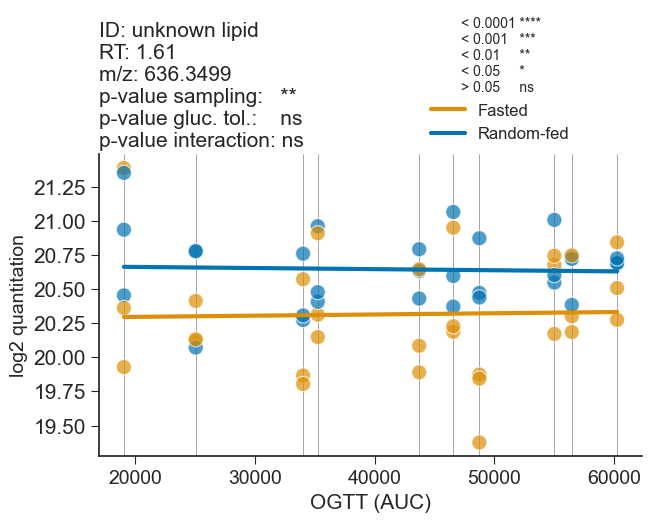 ID: unknown lipid
RT: 1.61
m/z: 636.3499
p-value sampling: **
p-value gluc. tol.: ns
p-value interaction: ns
< 0.0001 ****
< 0.001 ***
< 0.01 **
< 0.05 *
> 0.05 ns
Fasted
Random-fed
log2 quantitation
21.25
21.00
20.75
20.50
20.25
20.00
19.75
19.50
20000 30000 40000 50000 60000
OGTT (AUC)